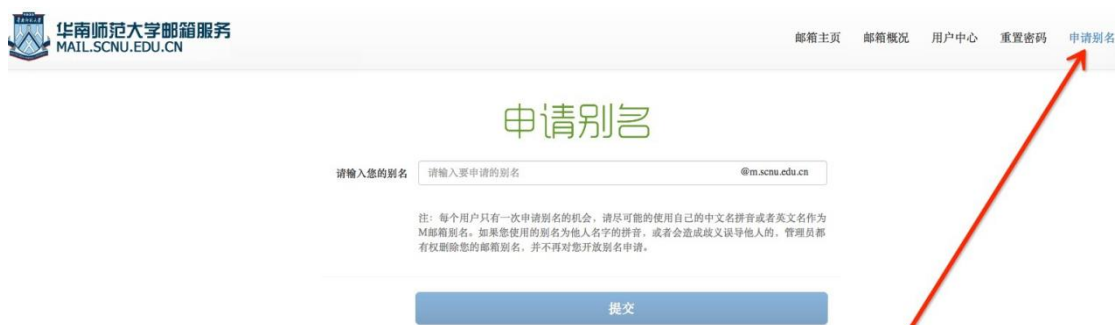 华南师范大学邮箱服务
MAIL.SCNU.EDU.CN
邮箱主页 邮箱概况 用户中心 重置密码 申请别名
申请别名
请输入您的别名 请输入要申请的别名 @m.scnu.edu.cn
注：每个用户只有一次申请别名的机会，请尽可能的使用自己的中文名拼音或者英文名作为
M邮箱别名。如果您使用的别名为他人名字的拼音，或者会造成歧义误导他人的，管理员都
有权删除您的邮箱别名，并不再对您开放别名申请。
提交